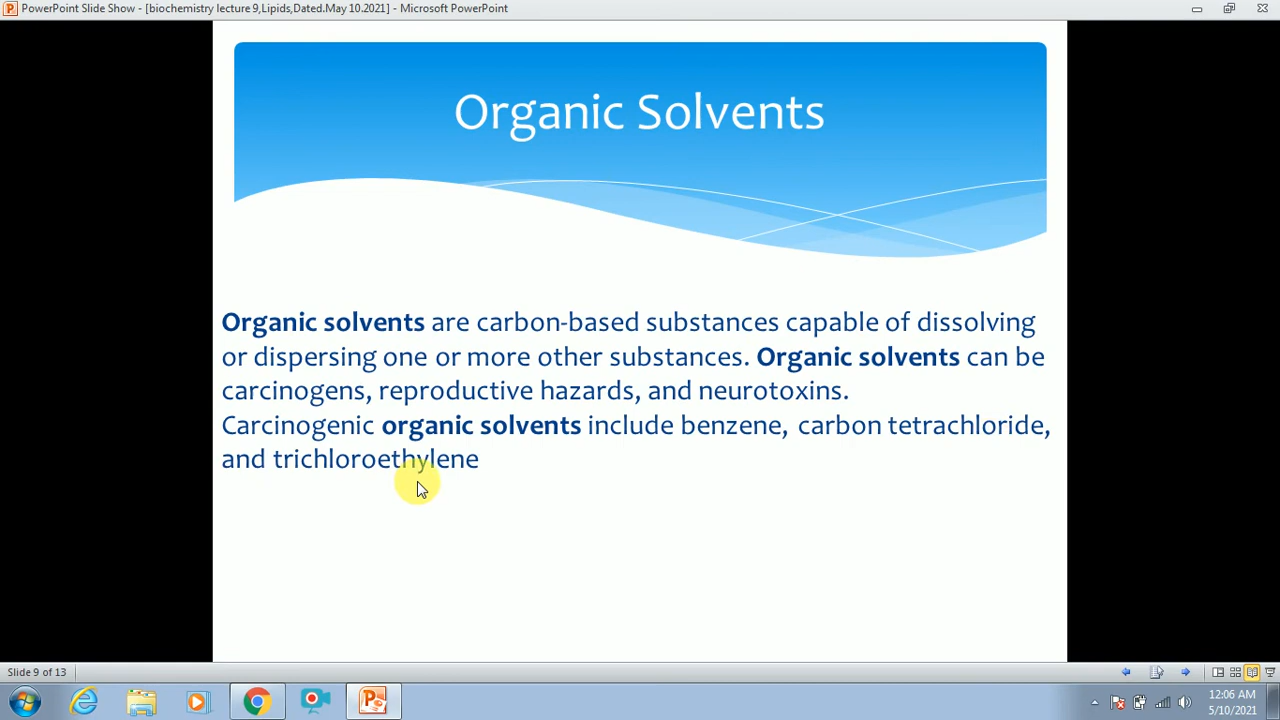 PowerPoint Slide Show - [biochemistry lecture 9,Lipids,Dated.May 10.2021] - Microsoft PowerPoint
Organic Solvents
Organic solvents are carbon-based substances capable of dissolving
or dispersing one or more other substances. Organic solvents can be
carcinogens, reproductive hazards, and neurotoxins.
Carcinogenic organic solvents include benzene, carbon tetrachloride,
and trichloroethylene
Slide 9 of 13
12:06 AM
5/10/2021